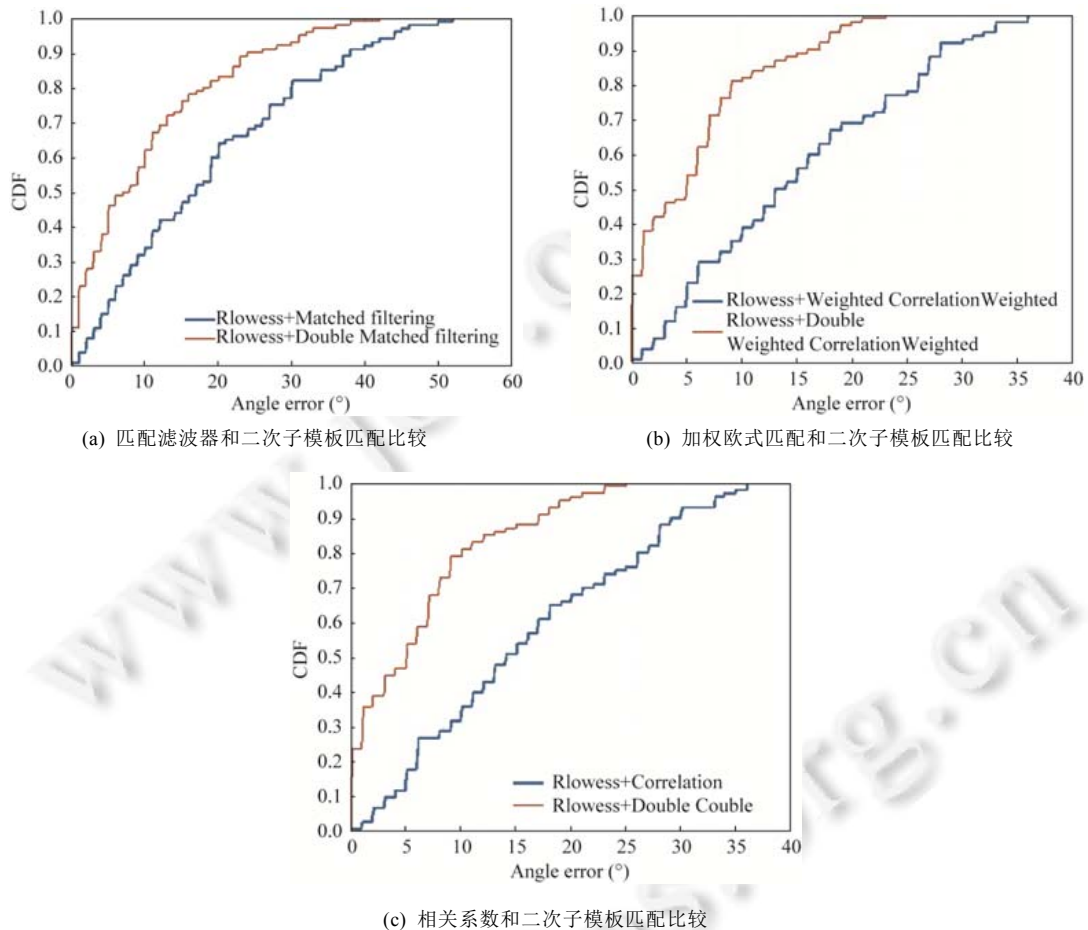 1.0
0.9
0.8
0.7
0.6
0.5
0.4
0.3
0.2
0.1
0.0
CDF
Rlowess+Matched filtering
Rlowess+Double Matched filtering
0 10 20 30 40 50 60
Angle error (°)
(a) 匹配滤波器和二次子模板匹配比较
1.0
0.9
0.8
0.7
0.6
0.5
0.4
0.3
0.2
0.1
0.0
CDF
Rlowess+Weighted CorrelationWeighted
Rlowess+Double
Weighted CorrelationWeighted
0 5 10 15 20 25 30 35 40
Angle error (°)
(b) 加权欧式匹配和二次子模板匹配比较
1.0
0.9
0.8
0.7
0.6
0.5
0.4
0.3
0.2
0.1
0.0
CDF
Rlowess+Correlation
Rlowess+Double Couble
0 5 10 15 20 25 30 35 40
Angle error (°)
(c) 相关系数和二次子模板匹配比较